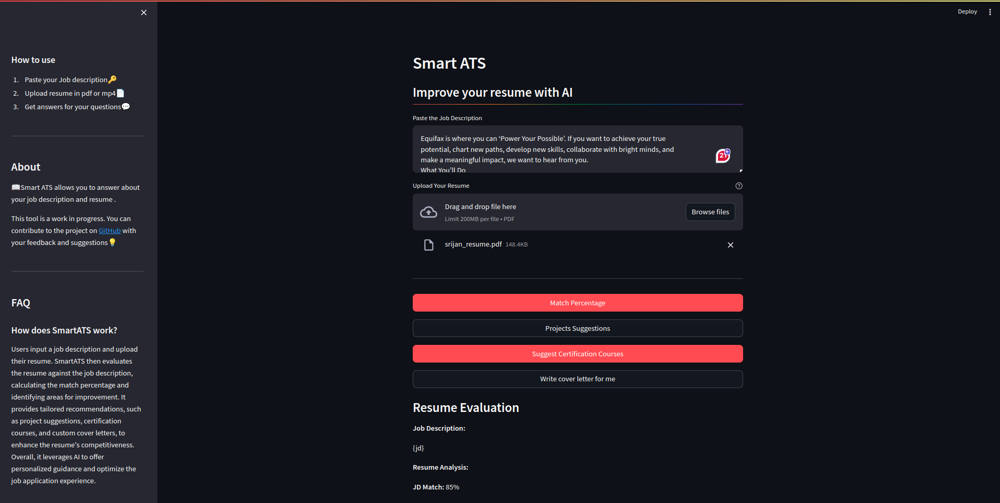 Deploy
How to use
1. Paste your Job description🔑
2. Upload resume in pdf or mp4📄
3. Get answers for your questions💬
About
📖Smart ATS allows you to answer about
your job description and resume .
This tool is a work in progress. You can
contribute to the project on GitHub with
your feedback and suggestions💡
FAQ
How does SmartATS work?
Users input a job description and upload
their resume. SmartATS then evaluates
the resume against the job description,
calculating the match percentage and
identifying areas for improvement. It
provides tailored recommendations, such
as project suggestions, certification
courses, and custom cover letters, to
enhance the resume's competitiveness.
Overall, it leverages AI to offer
personalized guidance and optimize the
job application experience.
Smart ATS
Improve your resume with AI
Paste the Job Description
Equifax is where you can ‘Power Your Possible’. If you want to achieve your true
potential, chart new paths, develop new skills, collaborate with bright minds, and
make a meaningful impact, we want to hear from you.
What You’ll Do
21
Upload Your Resume
Drag and drop file here
Limit 200MB per file • PDF
Browse files
srijan_resume.pdf 148.4KB
Match Percentage
Projects Suggestions
Suggest Certification Courses
Write cover letter for me
Resume Evaluation
Job Description:
{jd}
Resume Analysis:
JD Match: 85%